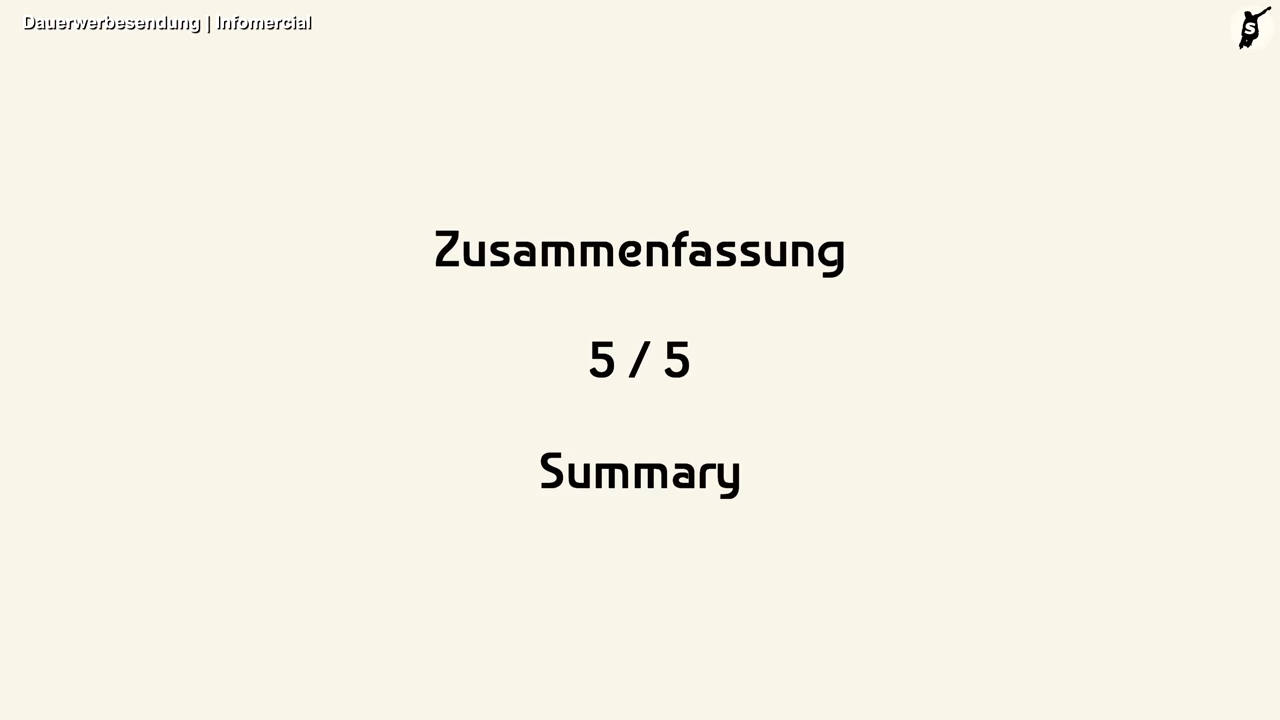 Dauerwerbesendung | Infomercial
S
Zusammenfassung
5 / 5
Summary